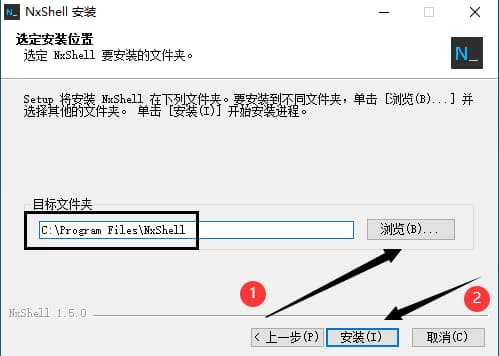 NxShell 安装
选定安装位置
选定 NxShell 要安装的文件夹。
N_
Setup 将安装 NxShell 在下列文件夹。要安装到不同文件夹，单击 [浏览(B)...] 并
选择其他的文件夹。 单击 [安装(I)] 开始安装进程。
目标文件夹
C:\Program Files\NxShell
浏览(B)...
1
2
NxShell 1.5.0
< 上一步(P)
安装(I)
取消(C)